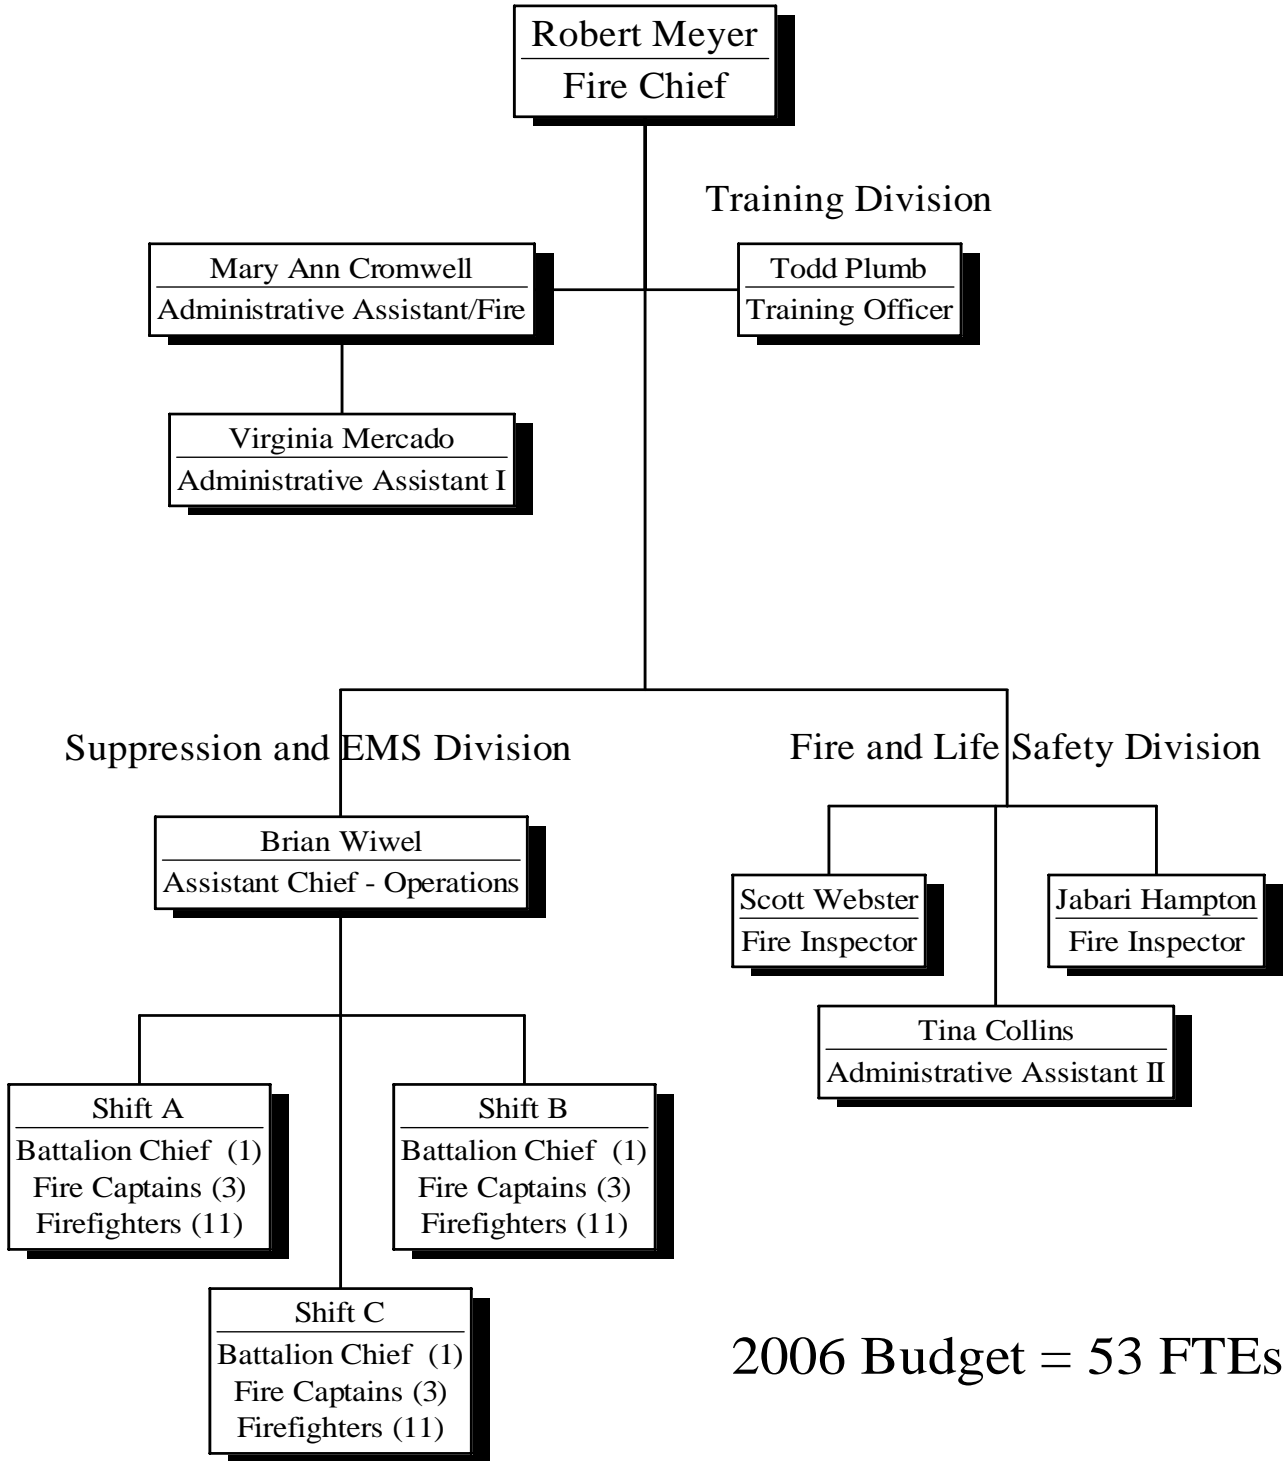 Robert Meyer
Fire Chief
Training Division
Mary Ann Cromwell
Administrative Assistant/Fire
Todd Plumb
Training Officer
Virginia Mercado
Administrative Assistant I
Suppression and EMS Division
Fire and Life Safety Division
Brian Wiwel
Assistant Chief - Operations
Scott Webster
Fire Inspector
Jabari Hampton
Fire Inspector
Tina Collins
Administrative Assistant II
Shift A
Battalion Chief  (1)
Fire Captains (3)
Firefighters (11)
Shift B
Battalion Chief  (1)
Fire Captains (3)
Firefighters (11)
Shift C
Battalion Chief  (1)
Fire Captains (3)
Firefighters (11)
2006 Budget = 53 FTEs